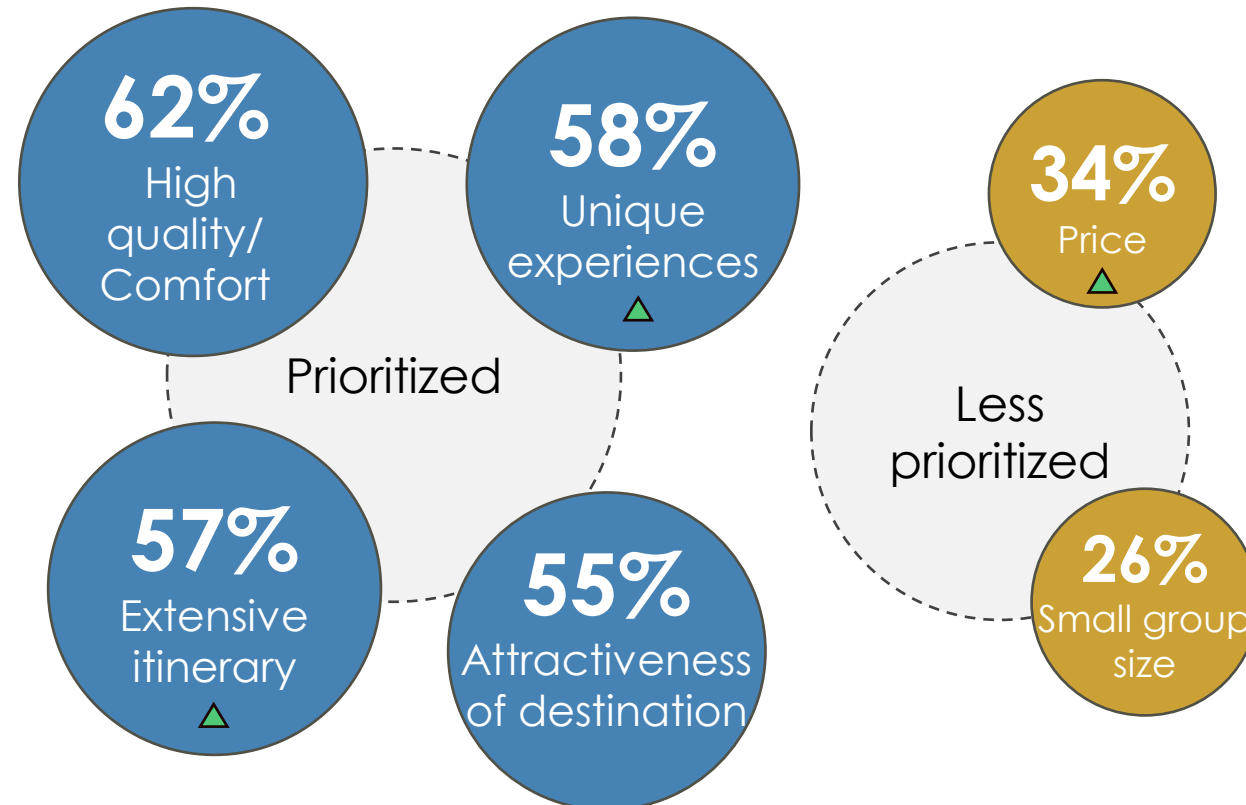 62%
High
quality/
Comfort
58%
Unique
experiences
Prioritized
57%
Extensive
itinerary
55%
Attractiveness
of destination
34%
Price
Less
prioritized
26%
Small group
size